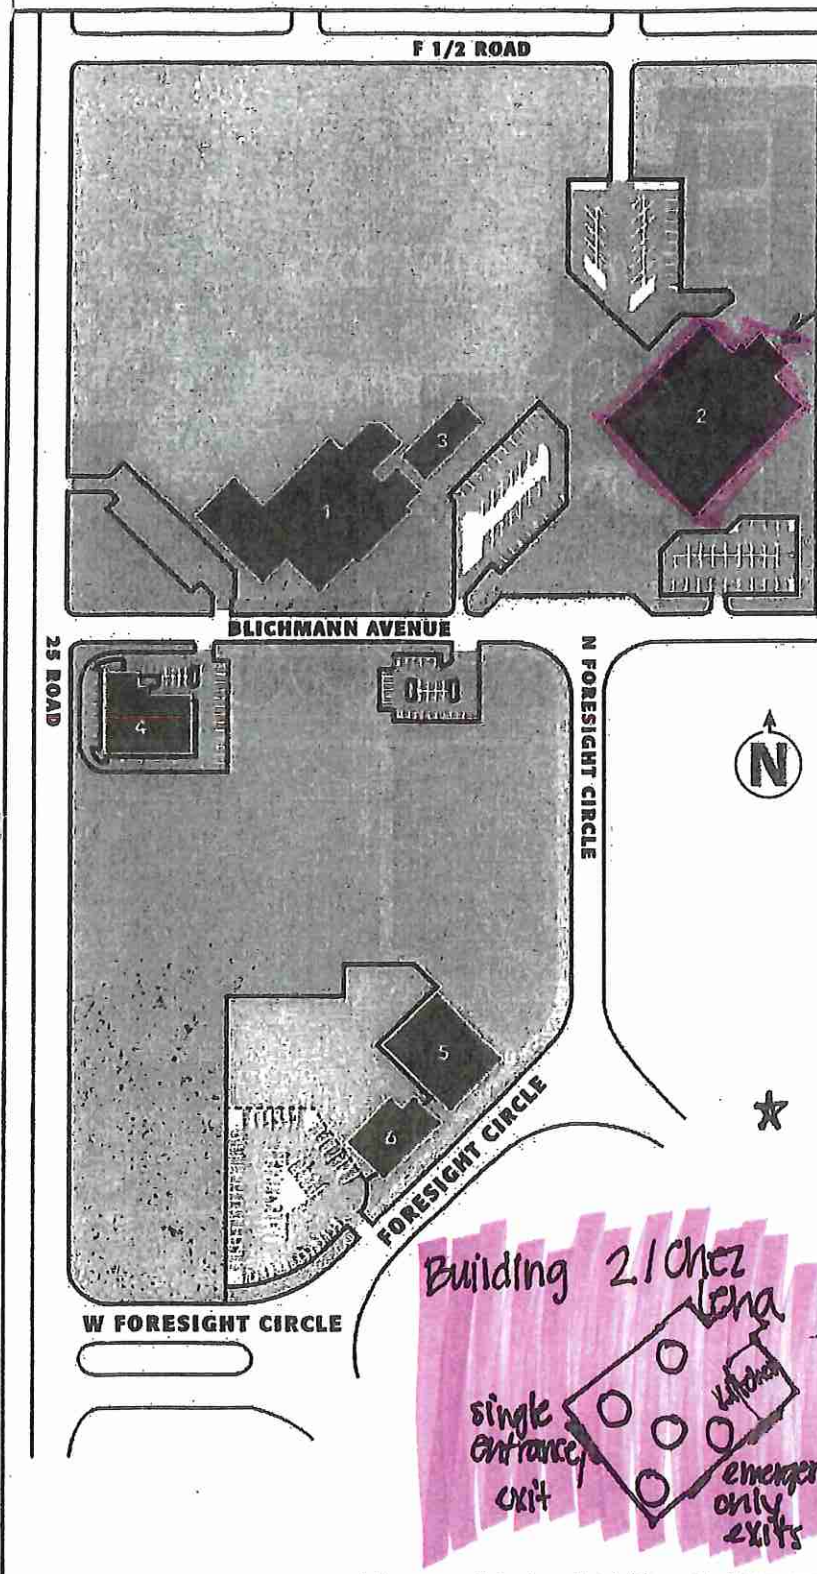 F 1/2 ROAD
2
3
1
BLICHMANN AVENUE
25 ROAD
N FORESIGHT CIRCLE
4
N
5
6
FORESIGHT CIRCLE
W FORESIGHT CIRCLE
Building 2/Chez
Lena
Kitchen
single
entrance/
exit
emergen
only
exits